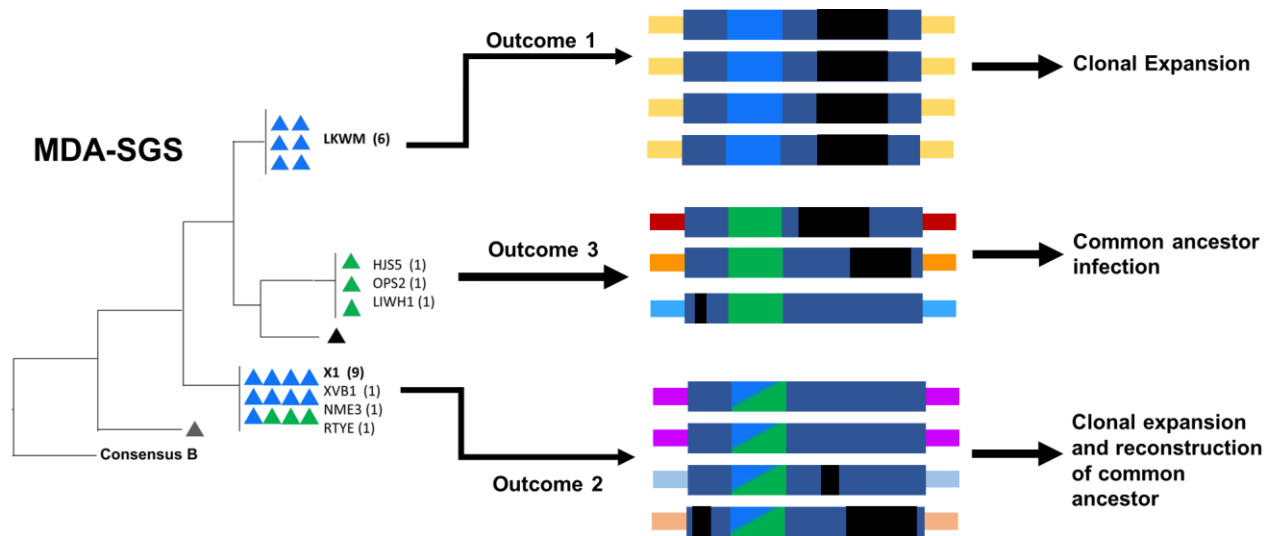 MDA-SGS
LKWM (6)
HJS5 (1)
OPS2 (1)
LIWH1 (1)
X1 (9)
XVB1 (1)
NME3 (1)
RTYE (1)
Consensus B
Outcome 1
Clonal Expansion
Outcome 3
Common ancestor
infection
Outcome 2
Clonal expansion
and reconstruction
of common
ancestor